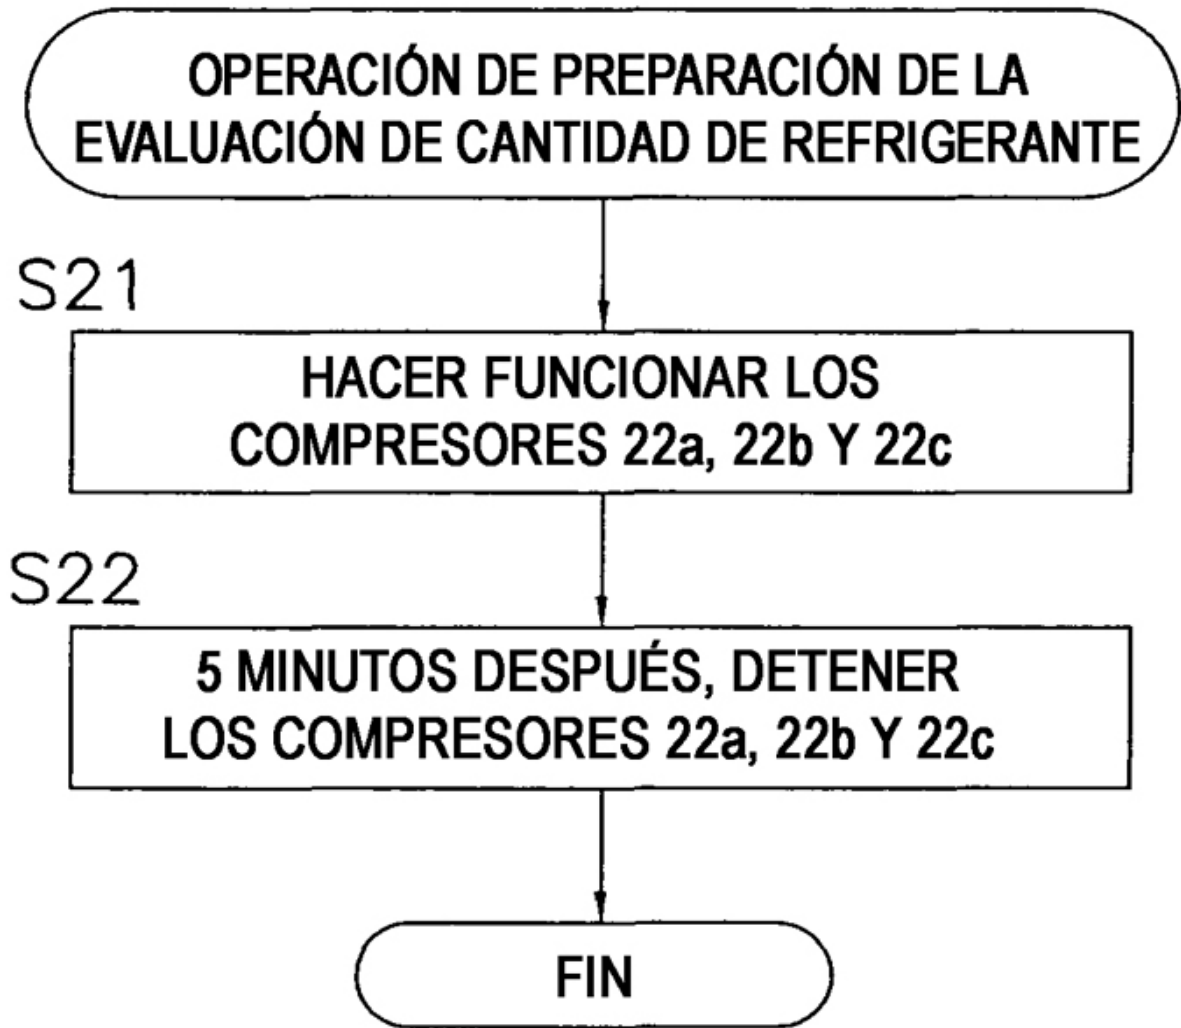 OPERACIÓN DE PREPARACIÓN DE LA
EVALUACIÓN DE CANTIDAD DE REFRIGERANTE
S21
HACER FUNCIONAR LOS
COMPRESORES 22a, 22b Y 22c
S22
5 MINUTOS DESPUÉS, DETENER
LOS COMPRESORES 22a, 22b Y 22c
FIN